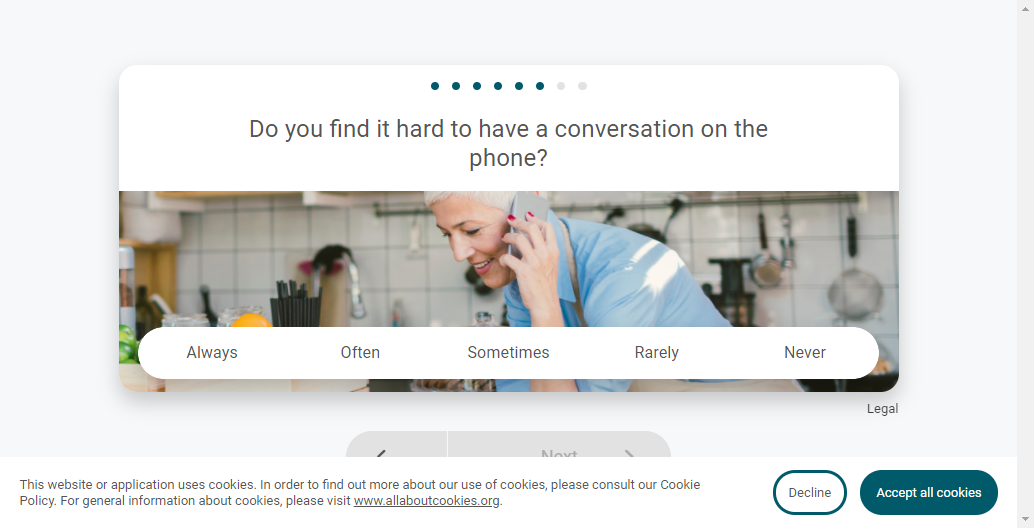 Do you find it hard to have a conversation on the
phone?
Always Often Sometimes Rarely Never
Legal
Next
This website or application uses cookies. In order to find out more about our use of cookies, please consult our Cookie
Policy. For general information about cookies, please visit www.allaboutcookies.org.
Decline
Accept all cookies